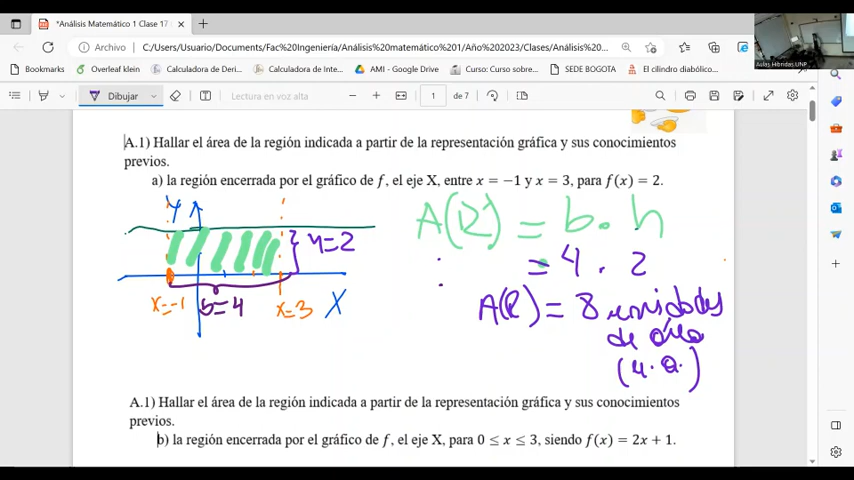 *Análisis Matemático 1 Clase 17
Archivo
C:/Users/Usuario/Documents/Fac%20Ingeniería/Análisis%20matemático%201/Año%202023/Clases/Análisis%20...
Aulas Híbridas UNP
Bookmarks
Overleaf klein
Calculadora de Deri...
Calculadora de Inte...
AMI - Google Drive
Curso: Curso sobre...
SEDE BOGOTA
El cilindro diabólic...
Dibujar
Lectura en voz alta
1
de 7
A.1) Hallar el área de la región indicada a partir de la representación gráfica y sus conocimientos
previos.
a) la región encerrada por el gráfico de f, el eje X, entre x = −1 y x = 3, para f(x) = 2.
Y
A(R) = b . h
h=2
= 4 . 2
x=-1
b=4
x=3
X
A(R) = 8 unidades
de área
(u.a.)
A.1) Hallar el área de la región indicada a partir de la representación gráfica y sus conocimientos
previos.
b) la región encerrada por el gráfico de f, el eje X, para 0 ≤ x ≤ 3, siendo f(x) = 2x + 1.